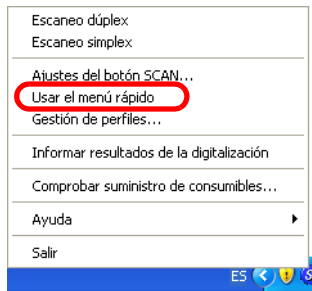 Escaneo dúplex
Escaneo simplex
Ajustes del botón SCAN...
Usar el menú rápido
Gestión de perfiles...
Informar resultados de la digitalización
Comprobar suministro de consumibles...
Ayuda
Salir
ES